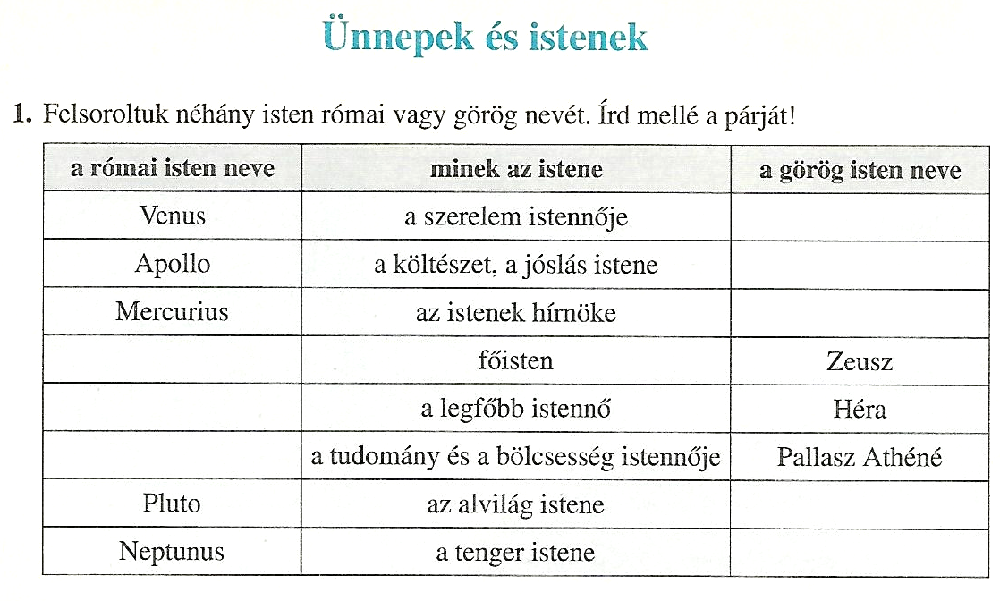 Ünnepek és istenek
1. Felsoroltuk néhány isten római vagy görög nevét. Írd mellé a párját!
a római isten neve minek az istene a görög isten neve
Venus a szerelem istennője
Apollo a költészet, a jóslás istene
Mercurius az istenek hírnöke
főisten Zeusz
a legfőbb istennő Héra
a tudomány és a bölcsesség istennője Pallasz Athéné
Pluto az alvilág istene
Neptunus a tenger istene